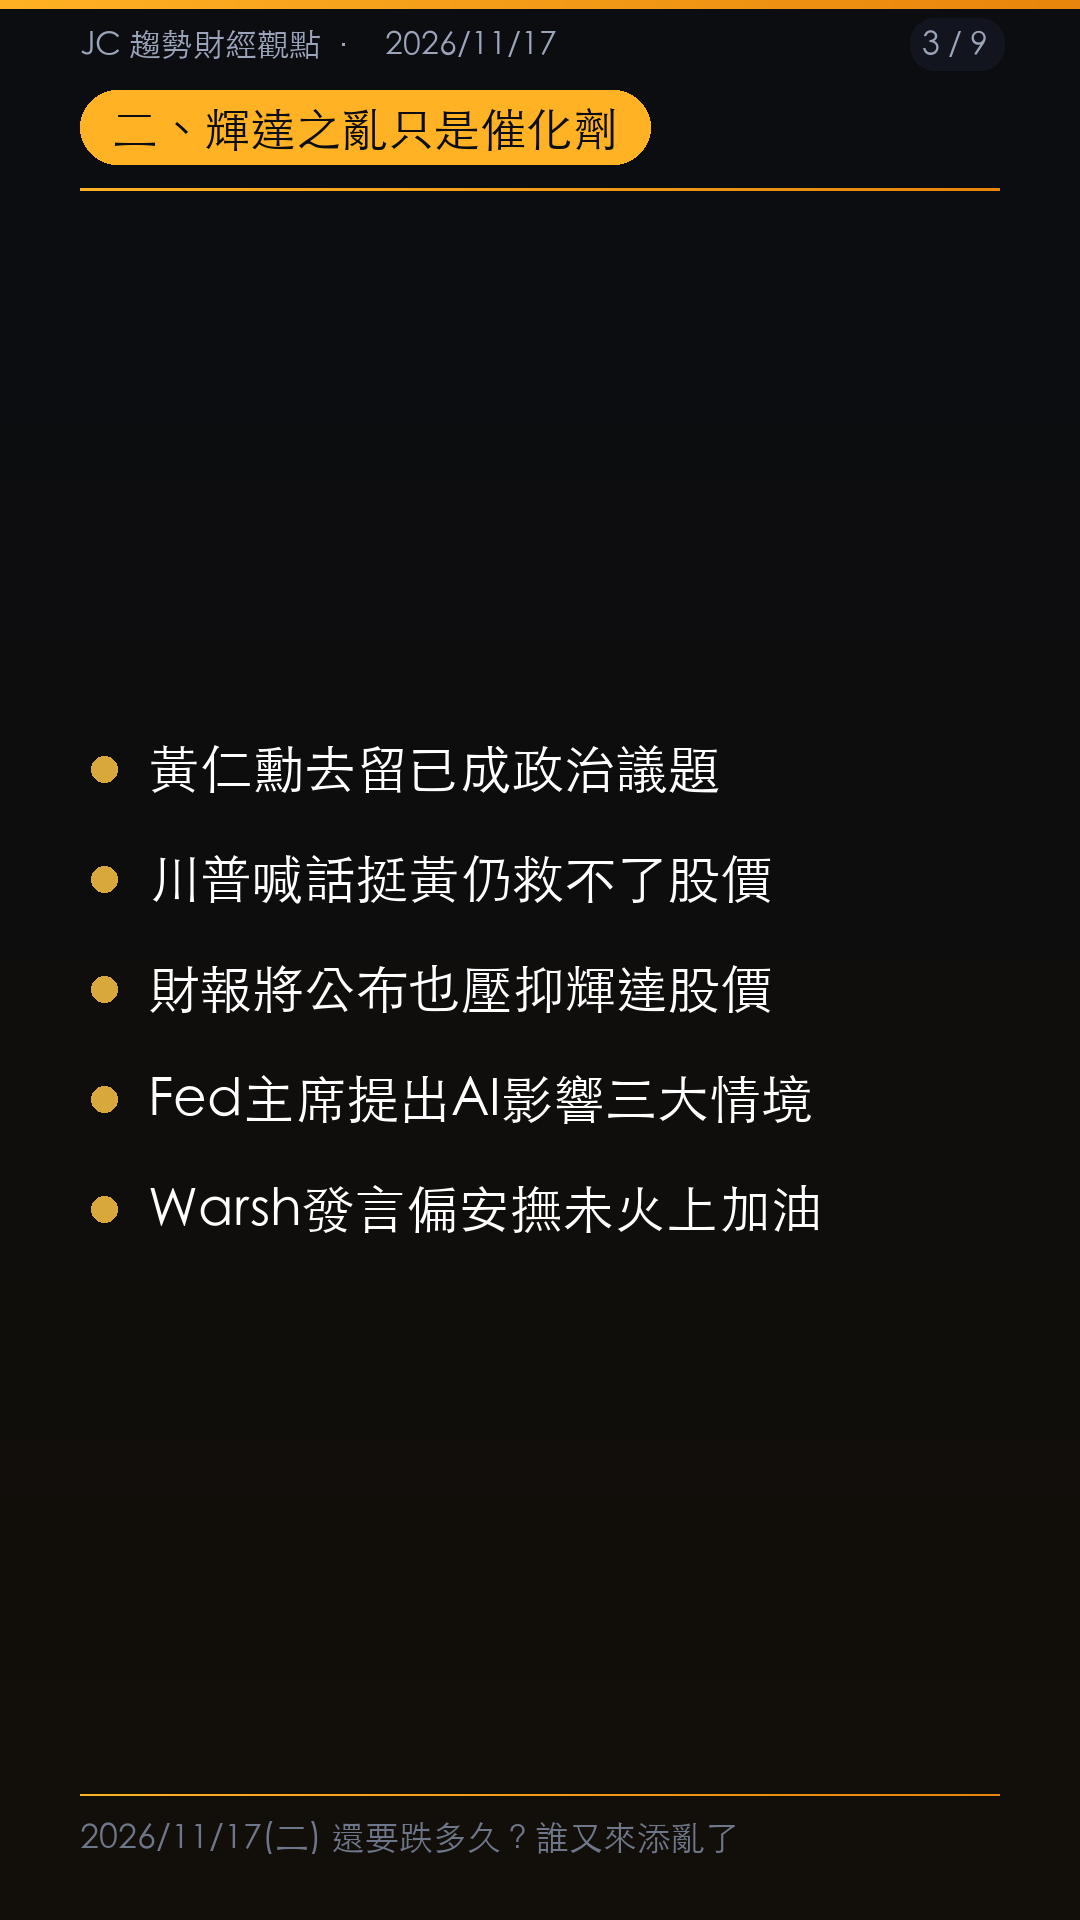 JC 趨勢財經觀點 · 2026/11/17
3 / 9
二、輝達之亂只是催化劑
黃仁勳去留已成政治議題
川普喊話挺黃仍救不了股價
財報將公布也壓抑輝達股價
Fed主席提出AI影響三大情境
Warsh發言偏安撫未火上加油
2026/11/17(二) 還要跌多久？誰又來添亂了